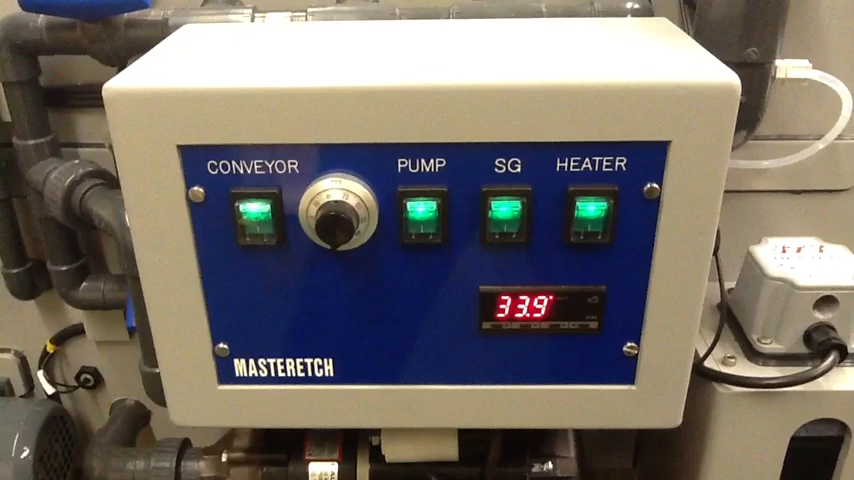 CONVEYOR
PUMP
SG
HEATER
33.9
MASTERETCH